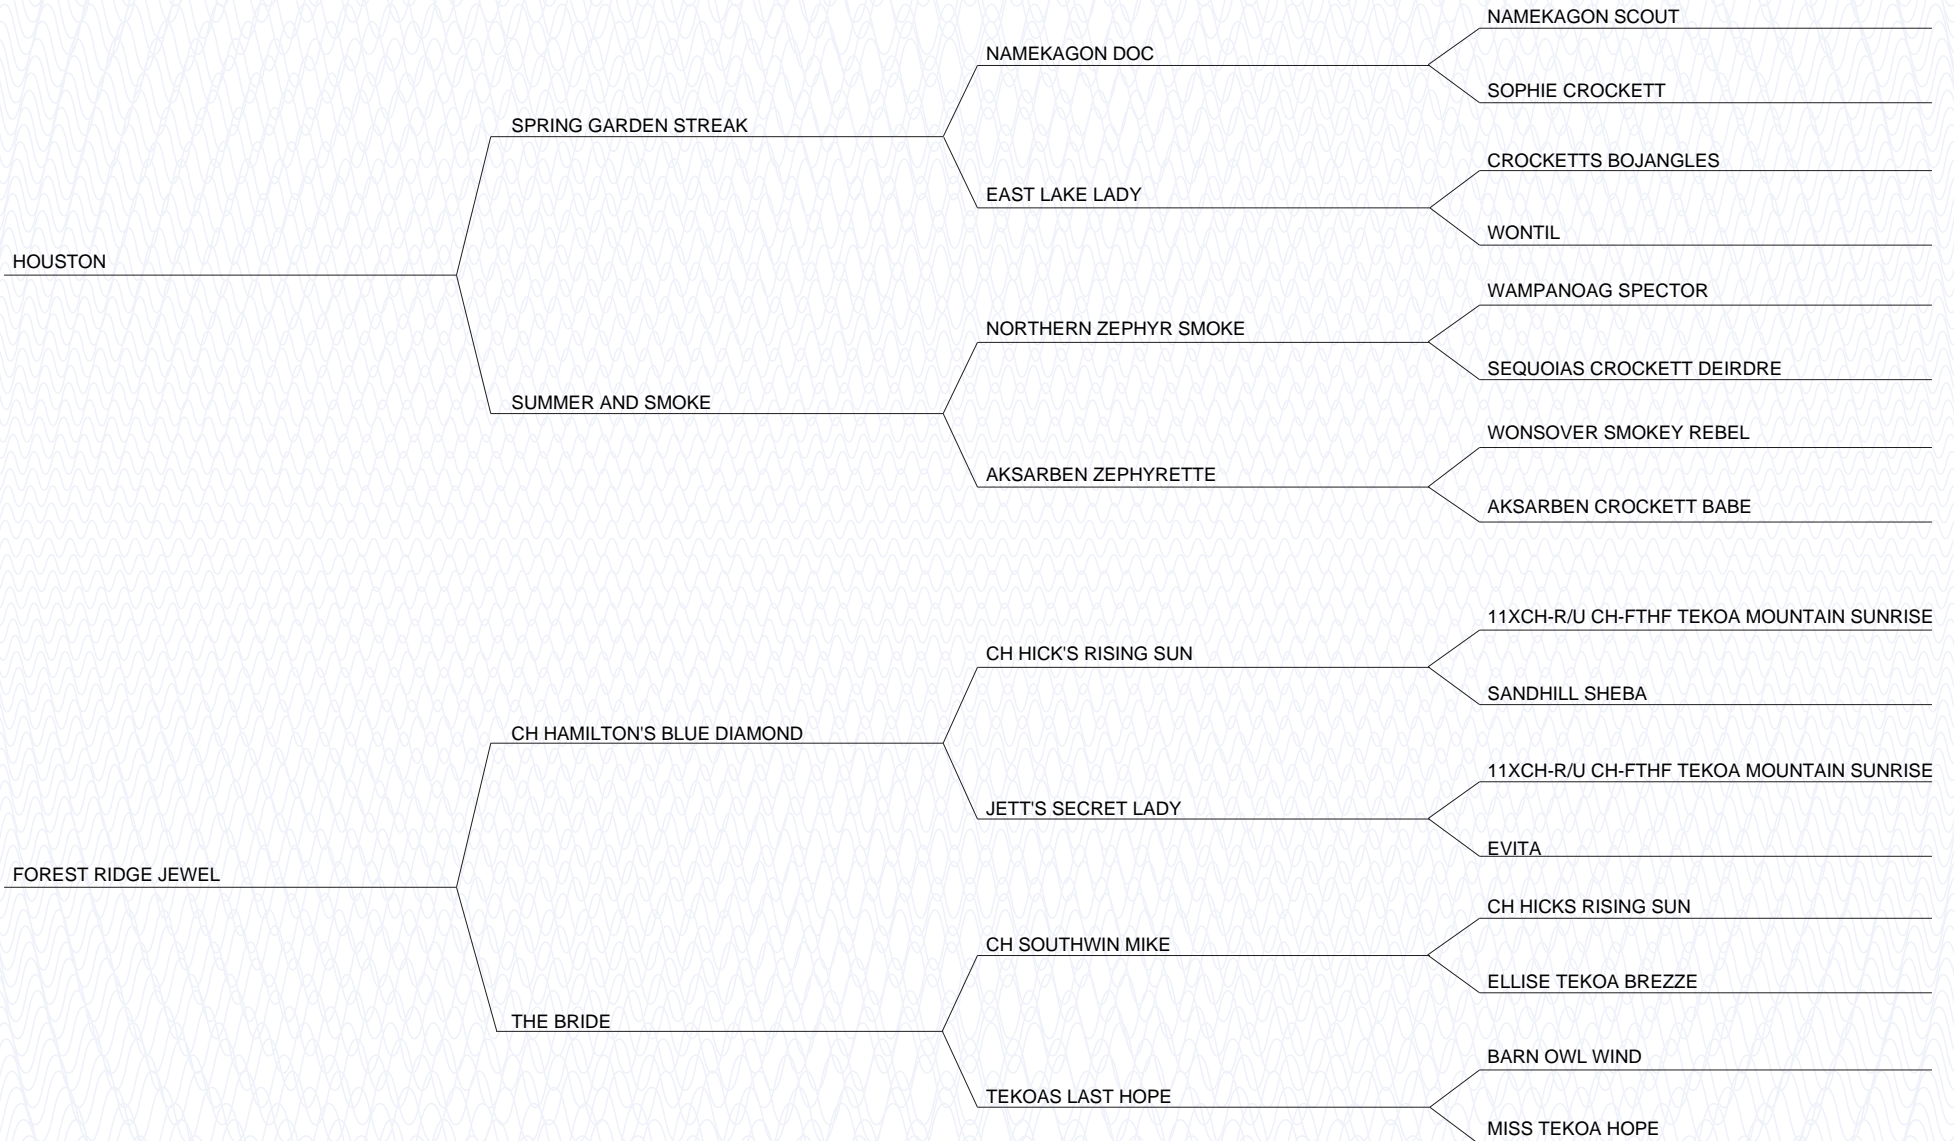 NAMEKAGON SCOUT
NAMEKAGON DOC
SOPHIE CROCKETT
SPRING GARDEN STREAK
CROCKETTS BOJANGLES
EAST LAKE LADY
WONTIL
HOUSTON
WAMPANOAG SPECTOR
NORTHERN ZEPHYR SMOKE
SEQUOIAS CROCKETT DEIRDRE
SUMMER AND SMOKE
WONSOVER SMOKEY REBEL
AKSARBEN ZEPHYRETTE
AKSARBEN CROCKETT BABE
11XCH-R/U CH-FTHF TEKOA MOUNTAIN SUNRISE
CH HICK'S RISING SUN
SANDHILL SHEBA
CH HAMILTON'S BLUE DIAMOND
11XCH-R/U CH-FTHF TEKOA MOUNTAIN SUNRISE
JETT'S SECRET LADY
EVITA
FOREST RIDGE JEWEL
CH HICKS RISING SUN
CH SOUTHWIN MIKE
ELLISE TEKOA BREZZE
THE BRIDE
BARN OWL WIND
TEKOAS LAST HOPE
MISS TEKOA HOPE